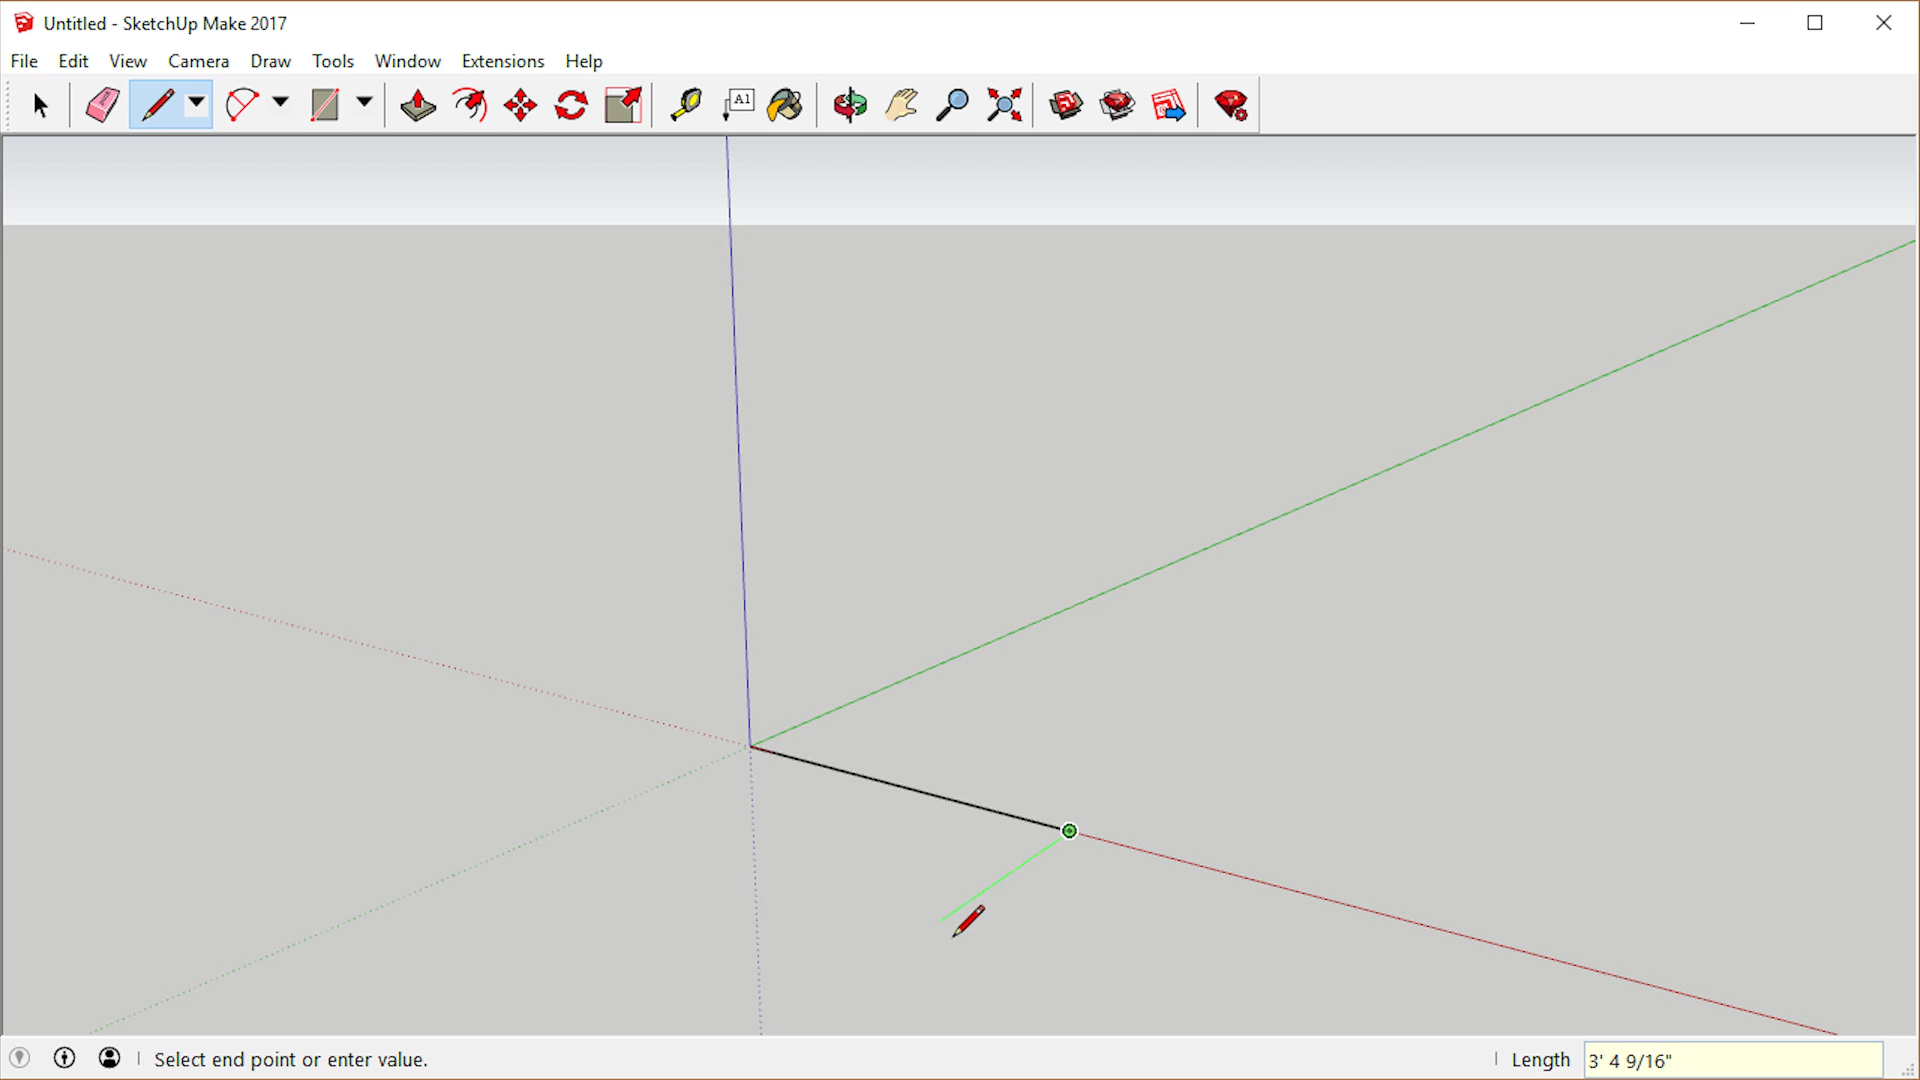 Untitled - SketchUp Make 2017
File Edit View Camera Draw Tools Window Extensions Help
A1
Select end point or enter value. Length 3' 4 9/16"